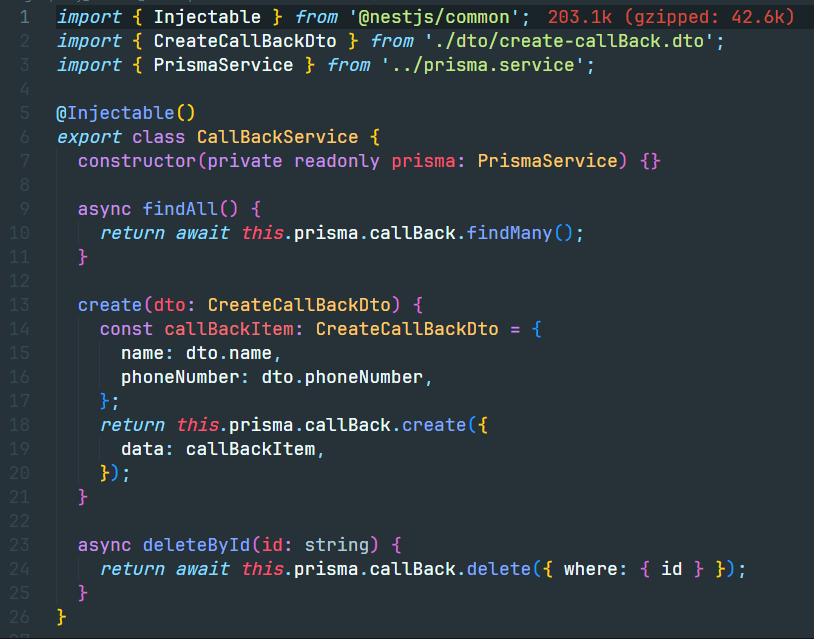 1 import { Injectable } from '@nestjs/common'; 203.1k (gzipped: 42.6k)
2 import { CreateCallBackDto } from './dto/create-callBack.dto';
3 import { PrismaService } from '../prisma.service';
4
5 @Injectable()
6 export class CallBackService {
7   constructor(private readonly prisma: PrismaService) {}
8
9   async findAll() {
10     return await this.prisma.callBack.findMany();
11   }
12
13   create(dto: CreateCallBackDto) {
14     const callBackItem: CreateCallBackDto = {
15       name: dto.name,
16       phoneNumber: dto.phoneNumber,
17     };
18     return this.prisma.callBack.create({
19       data: callBackItem,
20     });
21   }
22
23   async deleteById(id: string) {
24     return await this.prisma.callBack.delete({ where: { id } });
25   }
26 }